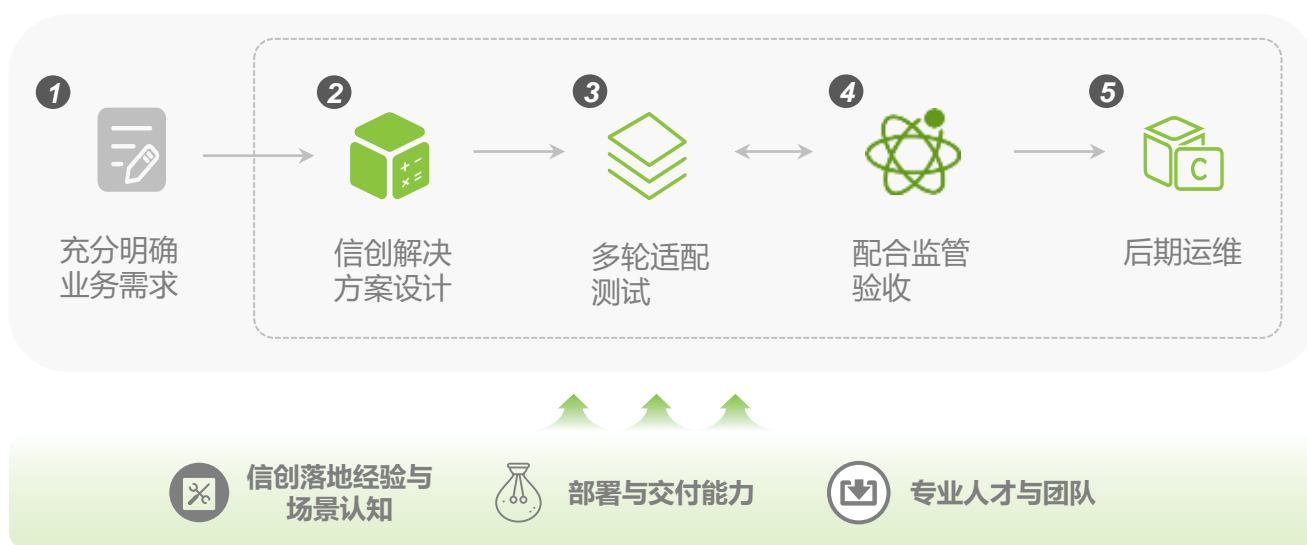 1
充分明确
业务需求
2
信创解决
方案设计
3
多轮适配
测试
4
配合监管
验收
5
C
后期运维
信创落地经验与
场景认知
部署与交付能力
专业人才与团队